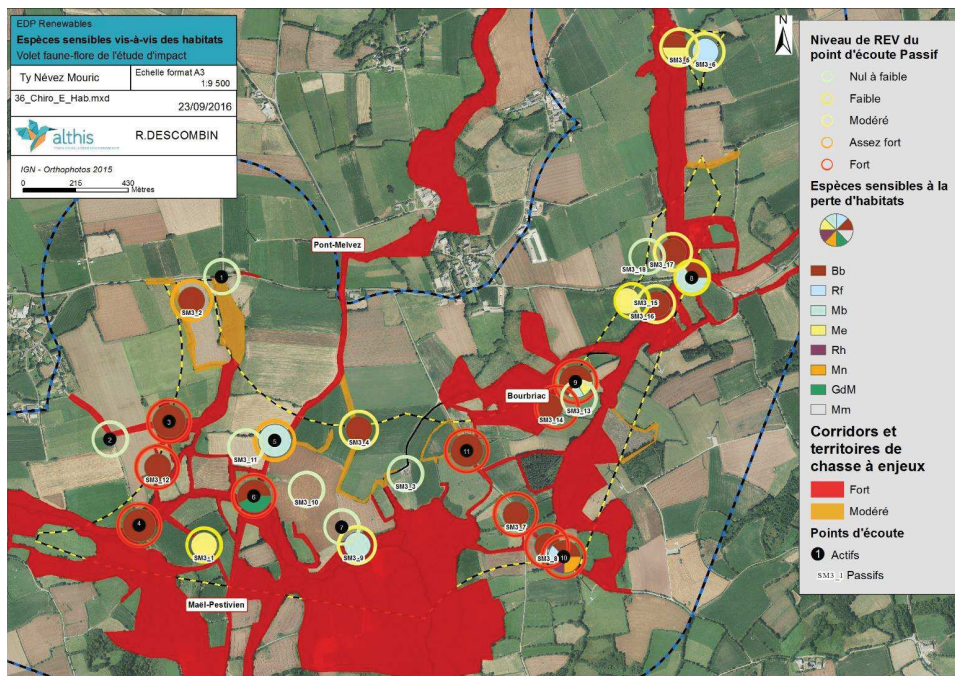 EDP Renewables
Espèces sensibles vis-à-vis des habitats
Volet faune-flore de l'étude d'impact
Ty Névez Mouric
Echelle format A3
1:9 500
36_Chiro_E_Hab.mxd
23/09/2016
althis
R.DESCOMBIN
IGN - Orthophotos 2015
0 215 430
Mètres
N
Niveau de REV du
point d'écoute Passif
Nul à faible
Faible
Modéré
Assez fort
Fort
Espèces sensibles à la
perte d'habitats
Bb
Rf
Mb
Me
Rh
Mn
GdM
Mm
Corridors et
territoires de
chasse à enjeux
Fort
Modéré
Points d'écoute
1 Actifs
SM3_1 Passifs
SM3_5
SM3_6
Pont-Melvez
SM3_18
SM3_17
8
1
SM3_2
SM3_15
SM3_16
9
Bourbriac
SM3_13
SM3_14
3
2
5
SM3_4
SM3_11
11
SM3_12
SM3_3
6
SM3_10
4
7
SM3_7
SM3_1
SM3_9
SM3_8
10
Maël-Pestivien